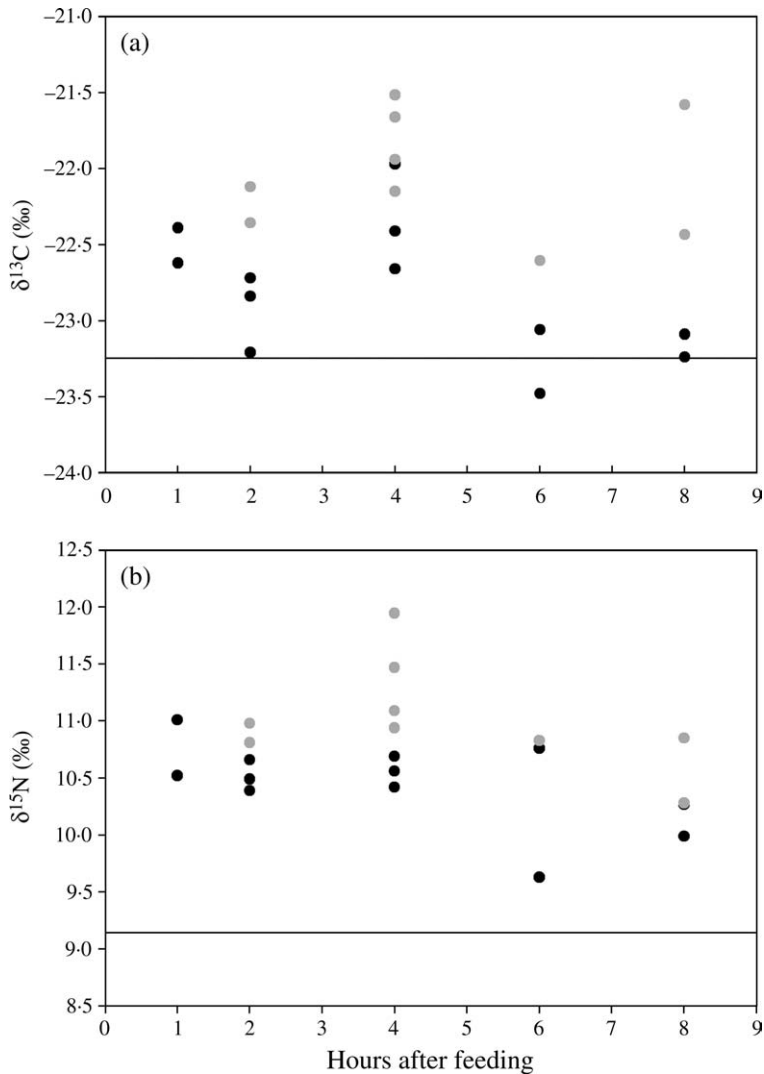 (a)
−21·0
−21·5
−22·0
−22·5
−23·0
−23·5
−24·0
δ¹³C (‰)
0 1 2 3 4 5 6 7 8 9
(b)
12·5
12·0
11·5
11·0
10·5
10·0
9·5
9·0
8·5
δ¹⁵N (‰)
0 1 2 3 4 5 6 7 8 9
Hours after feeding